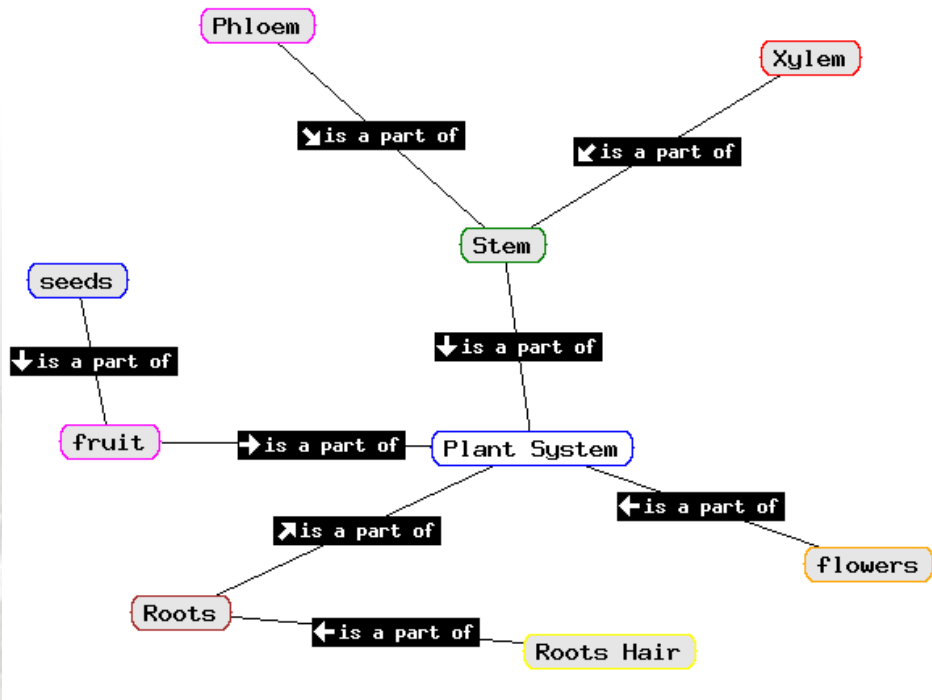 Phloem
Xylem
is a part of
is a part of
Stem
seeds
is a part of
is a part of
fruit
is a part of
Plant System
is a part of
is a part of
flowers
Roots
is a part of
Roots Hair